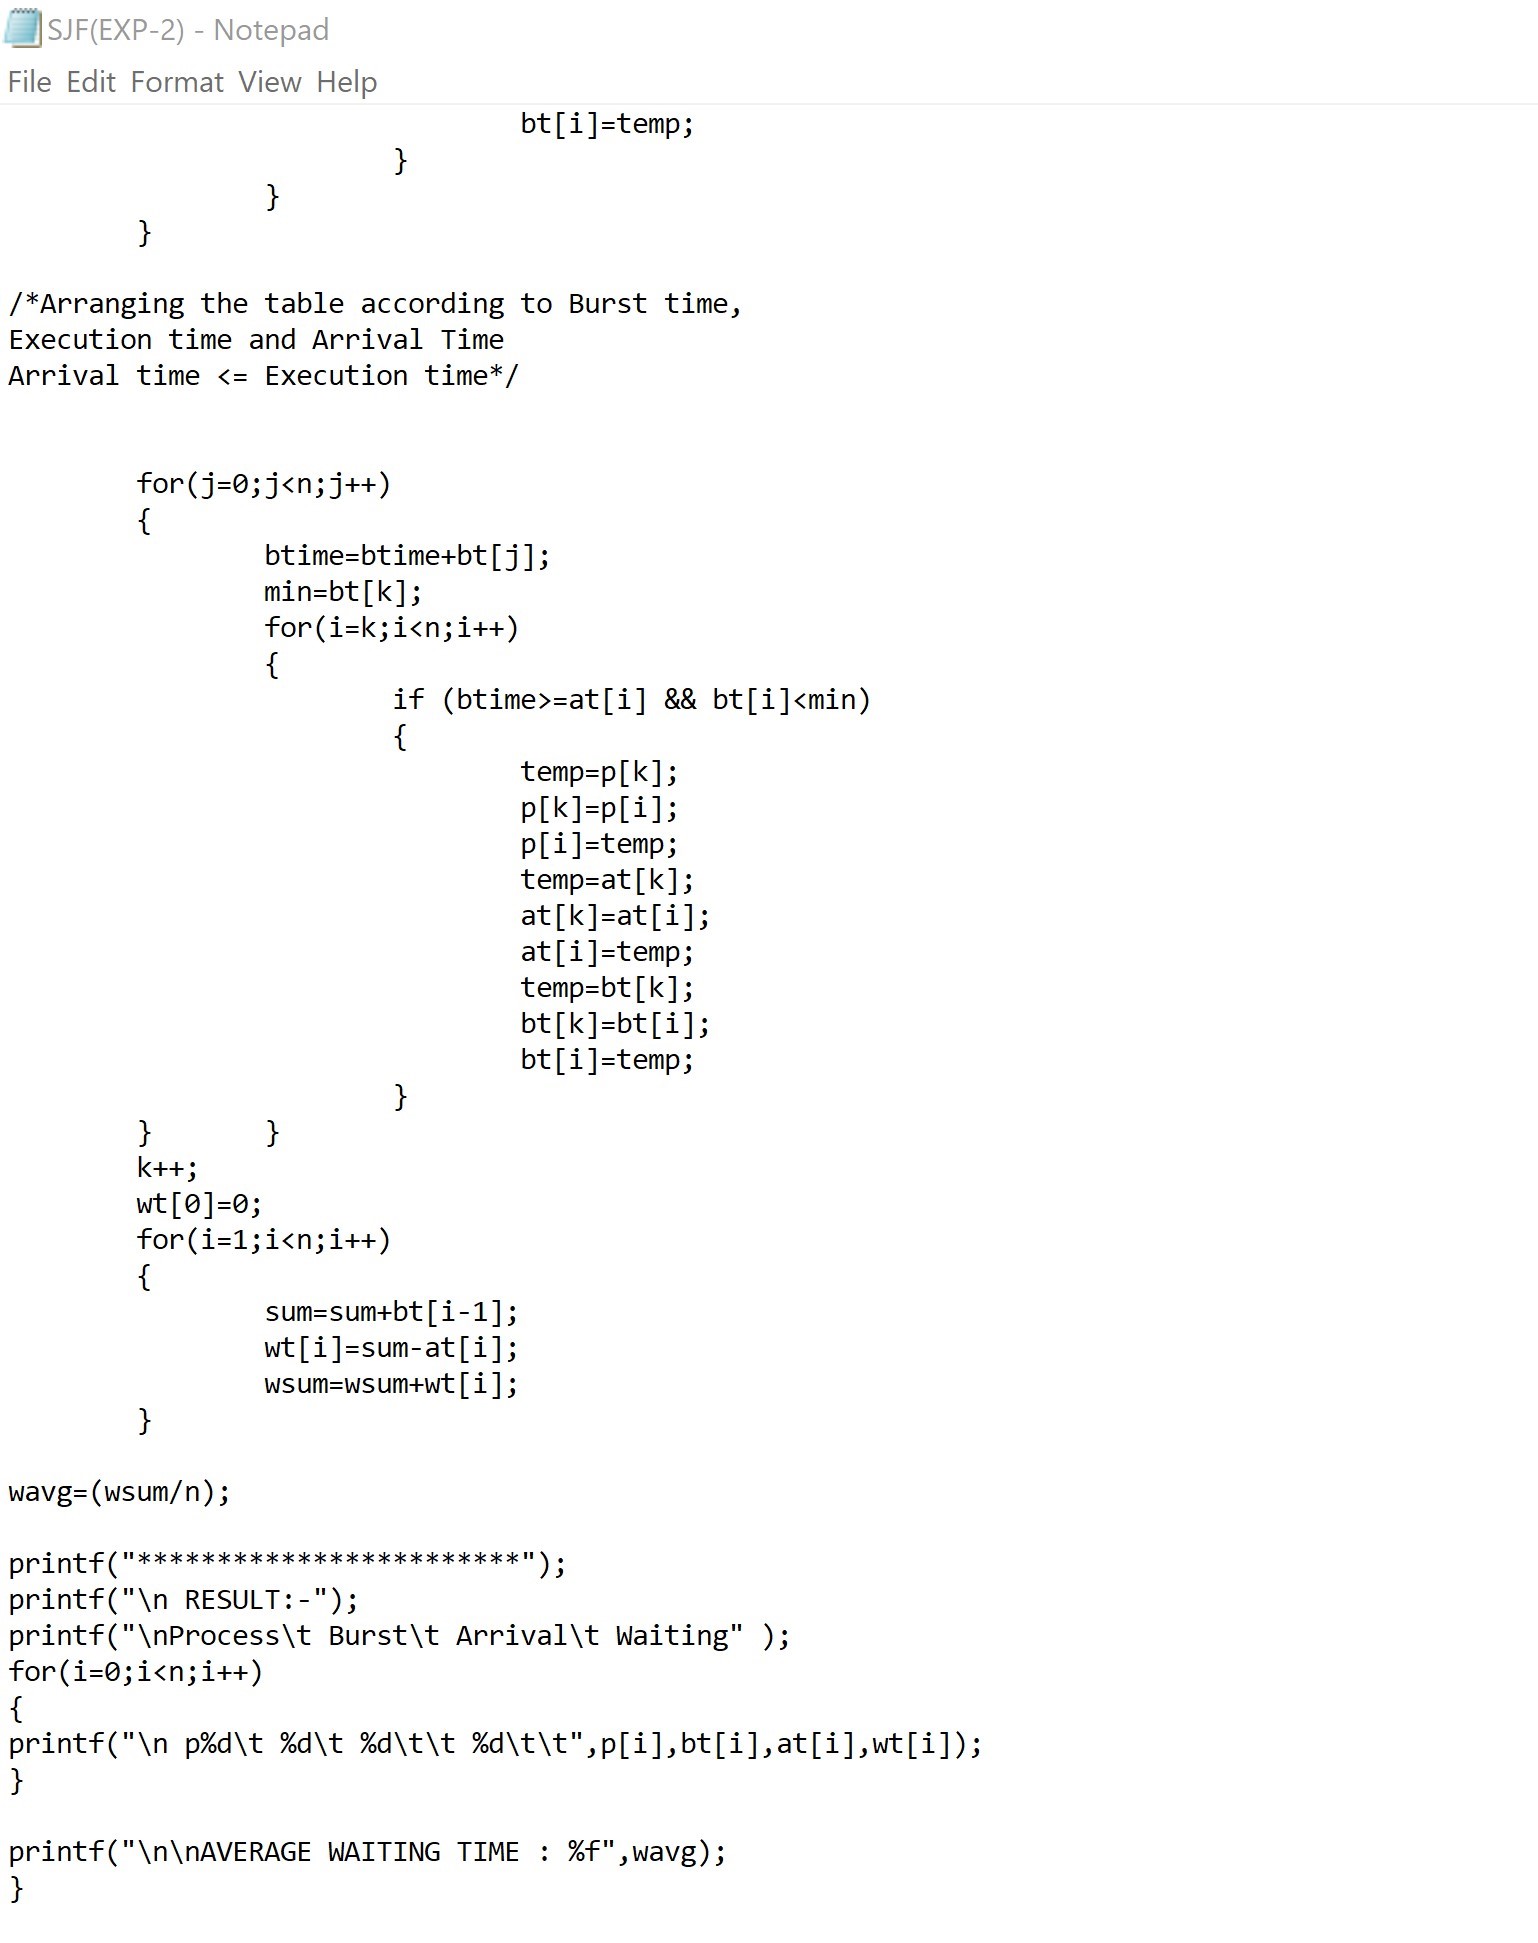 SJF(EXP-2) - Notepad
File Edit Format View Help
bt[i]=temp;
}
}
}
/*Arranging the table according to Burst time,
Execution time and Arrival Time
Arrival time <= Execution time*/
for(j=0;j<n;j++)
{
btime=btime+bt[j];
min=bt[k];
for(i=k;i<n;i++)
{
if (btime>=at[i] && bt[i]<min)
{
temp=p[k];
p[k]=p[i];
p[i]=temp;
temp=at[k];
at[k]=at[i];
at[i]=temp;
temp=bt[k];
bt[k]=bt[i];
bt[i]=temp;
}
} }
k++;
wt[0]=0;
for(i=1;i<n;i++)
{
sum=sum+bt[i-1];
wt[i]=sum-at[i];
wsum=wsum+wt[i];
}
wavg=(wsum/n);
printf("************************");
printf("\n RESULT:-");
printf("\nProcess\t Burst\t Arrival\t Waiting" );
for(i=0;i<n;i++)
{
printf("\n p%d\t %d\t %d\t\t %d\t\t",p[i],bt[i],at[i],wt[i]);
}
printf("\n\nAVERAGE WAITING TIME : %f",wavg);
}